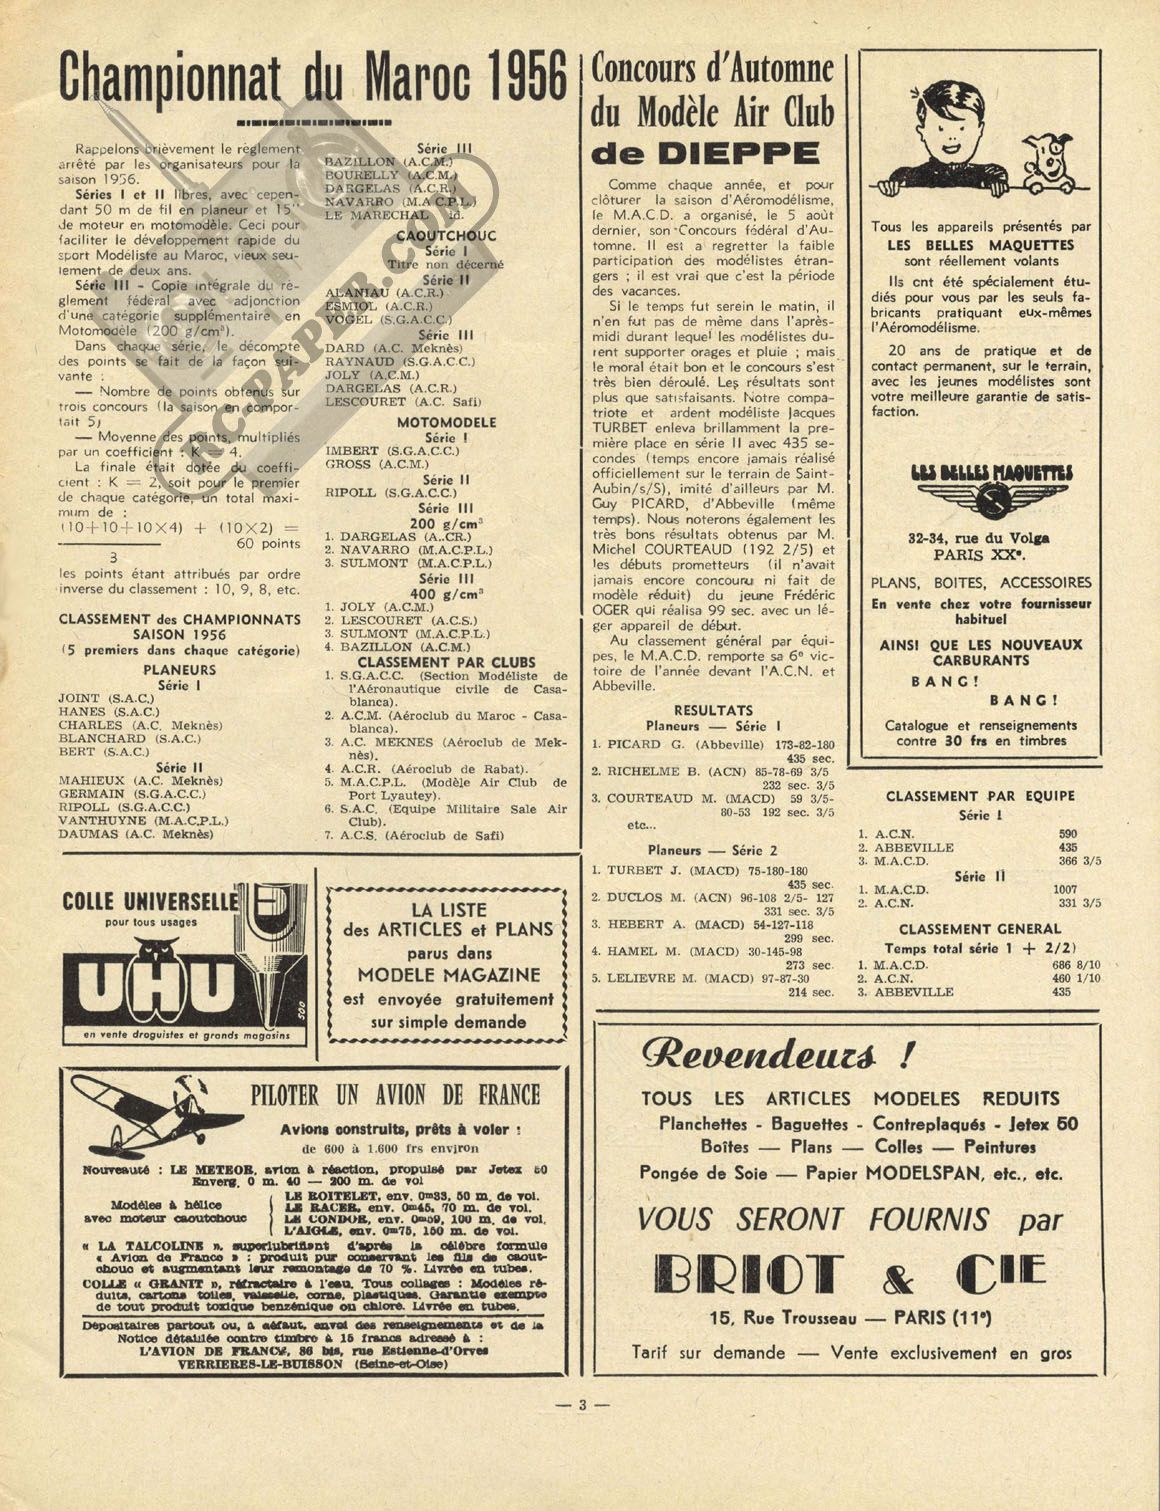 Championnat du Maroc 1956
Rappelons brièvement le règlement
arrêté par les organisateurs pour la
saison 1956.
Séries I et II libres, avec cepen-
dant 50 m de fil en planeur et 15"
de moteur en motomodèle. Ceci pour
faciliter le développement rapide du
sport Modéliste au Maroc, vieux seu-
lement de deux ans.
Série III - Copie intégrale du rè-
glement fédéral avec adjonction
d'une catégorie supplémentaire en
Motomodèle (200 g/cm³).
Dans chaque série, le décompte
des points se fait de la façon sui-
vante :
— Nombre de points obtenus sur
trois concours (la saison en compor-
tait 5)
— Moyenne des points multipliés
par un coefficient : K = 4.
La finale était dotée du coeffi-
cient : K = 2, soit pour le premier
de chaque catégorie, un total maxi-
mum de :
(10+10+10×4) + (10×2) =
60 points
3
les points étant attribués par ordre
inverse du classement : 10, 9, 8, etc.
CLASSEMENT des CHAMPIONNATS
SAISON 1956
(5 premiers dans chaque catégorie)
PLANEURS
Série I
JOINT (S.A.C.)
HANES (S.A.C.)
CHARLES (A.C. Meknès)
BLANCHARD (S.A.C.)
BERT (S.A.C.)
Série II
MAHIEUX (A.C. Meknès)
GERMAIN (S.G.A.C.C.)
RIPOLL (S.G.A.C.C.)
VANTHUYNE (M.A.C.P.L.)
DAUMAS (A.C. Meknès)
Série III
BAZILLON (A.C.M.)
BOURELLY (A.C.M.)
DARGELAS (A.C.R.)
NAVARRO (M.A.C.P.L.)
LE MARECHAL id.
CAOUTCHOUC
Série I
Titre non décerné
Série II
ALANIAU (A.C.R.)
ESMIOL (A.C.R.)
VOGEL (S.G.A.C.C.)
Série III
DARD (A.C. Meknès)
RAYNAUD (S.G.A.C.C.)
JOLY (A.C.M.)
DARGELAS (A.C.R.)
LESCOURET (A.C. Safi)
MOTOMODELE
Série I
IMBERT (S.G.A.C.C.)
GROSS (A.C.M.)
Série II
RIPOLL (S.G.A.C.C.)
Série III
200 g/cm³
1. DARGELAS (A..CR.)
2. NAVARRO (M.A.C.P.L.)
3. SULMONT (M.A.C.P.L.)
Série III
400 g/cm³
1. JOLY (A.C.M.)
2. LESCOURET (A.C.S.)
3. SULMONT (M.A.C.P.L.)
4. BAZILLON (A.C.M.)
CLASSEMENT PAR CLUBS
1. S.G.A.C.C. (Section Modéliste de
l'Aéronautique civile de Casa-
blanca).
2. A.C.M. (Aéroclub du Maroc - Casa-
blanca).
3. A.C. MEKNES (Aéroclub de Mek-
nès).
4. A.C.R. (Aéroclub de Rabat).
5. M.A.C.P.L. (Modèle Air Club de
Port Lyautey).
6. S.A.C. (Equipe Militaire Sale Air
Club).
7. A.C.S. (Aéroclub de Safi)
RC-PAPER.COM
Concours d'Automne
du Modèle Air Club
de DIEPPE
Comme chaque année, et pour
clôturer la saison d'Aéromodélisme,
le M.A.C.D. a organisé, le 5 août
dernier, son Concours fédéral d'Au-
tomne. Il est a regretter la faible
participation des modélistes étran-
gers ; il est vrai que c'est la période
des vacances.
Si le temps fut serein le matin, il
n'en fut pas de même dans l'après-
midi durant lequel les modélistes du-
rent supporter orages et pluie ; mais
le moral était bon et le concours s'est
très bien déroulé. Les résultats sont
plus que satisfaisants. Notre compa-
triote et ardent modéliste Jacques
TURBET enleva brillamment la pre-
mière place en série II avec 435 se-
condes (temps encore jamais réalisé
officiellement sur le terrain de Saint-
Aubin/s/S), imité d'ailleurs par M.
Guy PICARD, d'Abbeville (même
temps). Nous noterons également les
très bons résultats obtenus par M.
Michel COURTEAUD (192 2/5) et
les débuts prometteurs (il n'avait
jamais encore concouru ni fait de
modèle réduit) du jeune Frédéric
OGER qui réalisa 99 sec. avec un lé-
ger appareil de début.
Au classement général par équi-
pes, le M.A.C.D. remporte sa 6e vic-
toire de l'année devant l'A.C.N. et
Abbeville.
RESULTATS
Planeurs — Série I
1. PICARD G. (Abbeville) 173-82-180
435 sec.
2. RICHELME B. (ACN) 85-78-69 3/5
232 sec. 3/5
3. COURTEAUD M. (MACD) 59 3/5-
80-53 192 sec. 3/5
etc...
Planeurs — Série 2
1. TURBET J. (MACD) 75-180-180
435 sec.
2. DUCLOS M. (ACN) 96-108 2/5- 127
331 sec. 3/5
3. HEBERT A. (MACD) 54-127-118
299 sec.
4. HAMEL M. (MACD) 30-145-98
273 sec.
5. LELIEVRE M. (MACD) 97-87-30
214 sec.
Tous les appareils présentés par
LES BELLES MAQUETTES
sont réellement volants
Ils ont été spécialement étu-
diés pour vous par les seuls fa-
bricants pratiquant eux-mêmes
l'Aéromodélisme.
20 ans de pratique et de
contact permanent, sur le terrain,
avec les jeunes modélistes sont
votre meilleure garantie de satis-
faction.
LES BELLES MAQUETTES
32-34, rue du Volga
PARIS XXe.
PLANS, BOITES, ACCESSOIRES
En vente chez votre fournisseur
habituel
AINSI QUE LES NOUVEAUX
CARBURANTS
BANG!
BANG!
Catalogue et renseignements
contre 30 frs en timbres
CLASSEMENT PAR EQUIPE
Série I
1. A.C.N. 590
2. ABBEVILLE 435
3. M.A.C.D. 366 3/5
Série II
1. M.A.C.D. 1007
2. A.C.N. 331 3/5
CLASSEMENT GENERAL
Temps total série 1 + 2/2)
1. M.A.C.D. 686 8/10
2. A.C.N. 460 1/10
3. ABBEVILLE 435
COLLE UNIVERSELLE
pour tous usages
UHU
en vente droguistes et grands magasins
LA LISTE
des ARTICLES et PLANS
parus dans
MODELE MAGAZINE
est envoyée gratuitement
sur simple demande
PILOTER UN AVION DE FRANCE
Avions construits, prêts à voler :
de 600 à 1.600 frs environ
Nouveauté : LE METEOR, avion à réaction, propulsé par Jetex 50
Enverg. 0 m. 40 — 200 m. de vol
Modèles à hélice
avec moteur caoutchouc
LE ROITELET, env. 0m33, 50 m. de vol.
LE RACER, env. 0m45, 70 m. de vol.
LE CONDOR, env. 0m59, 100 m. de vol.
L'AIGLE, env. 0m75, 150 m. de vol.
« LA TALCOLINE », superlubrifiant d'après la célèbre formule
« Avion de France » : produit pur conservant les fils de caout-
chouc et augmentant leur remontage de 70 %. Livrée en tubes.
COLLE « GRANIT », réfractaire à l'eau. Tous collages : Modèles ré-
duits, cartons toiles, vaisselle, corne, plastiques. Garantie exempte
de tout produit toxique benzénique ou chloré. Livrée en tubes.
Dépositaires partout ou, à défaut, envoi des renseignements et de la
Notice détaillée contre timbre à 15 francs adressé à :
L'AVION DE FRANCE, 86 bis, rue Estienne-d'Orves
VERRIERES-LE-BUISSON (Seine-et-Oise)
Revendeurs !
TOUS LES ARTICLES MODELES REDUITS
Planchettes - Baguettes - Contreplaqués - Jetex 50
Boîtes — Plans — Colles — Peintures
Pongée de Soie — Papier MODELSPAN, etc., etc.
VOUS SERONT FOURNIS par
BRIOT & CIE
15, Rue Trousseau — PARIS (11e)
Tarif sur demande — Vente exclusivement en gros
— 3 —